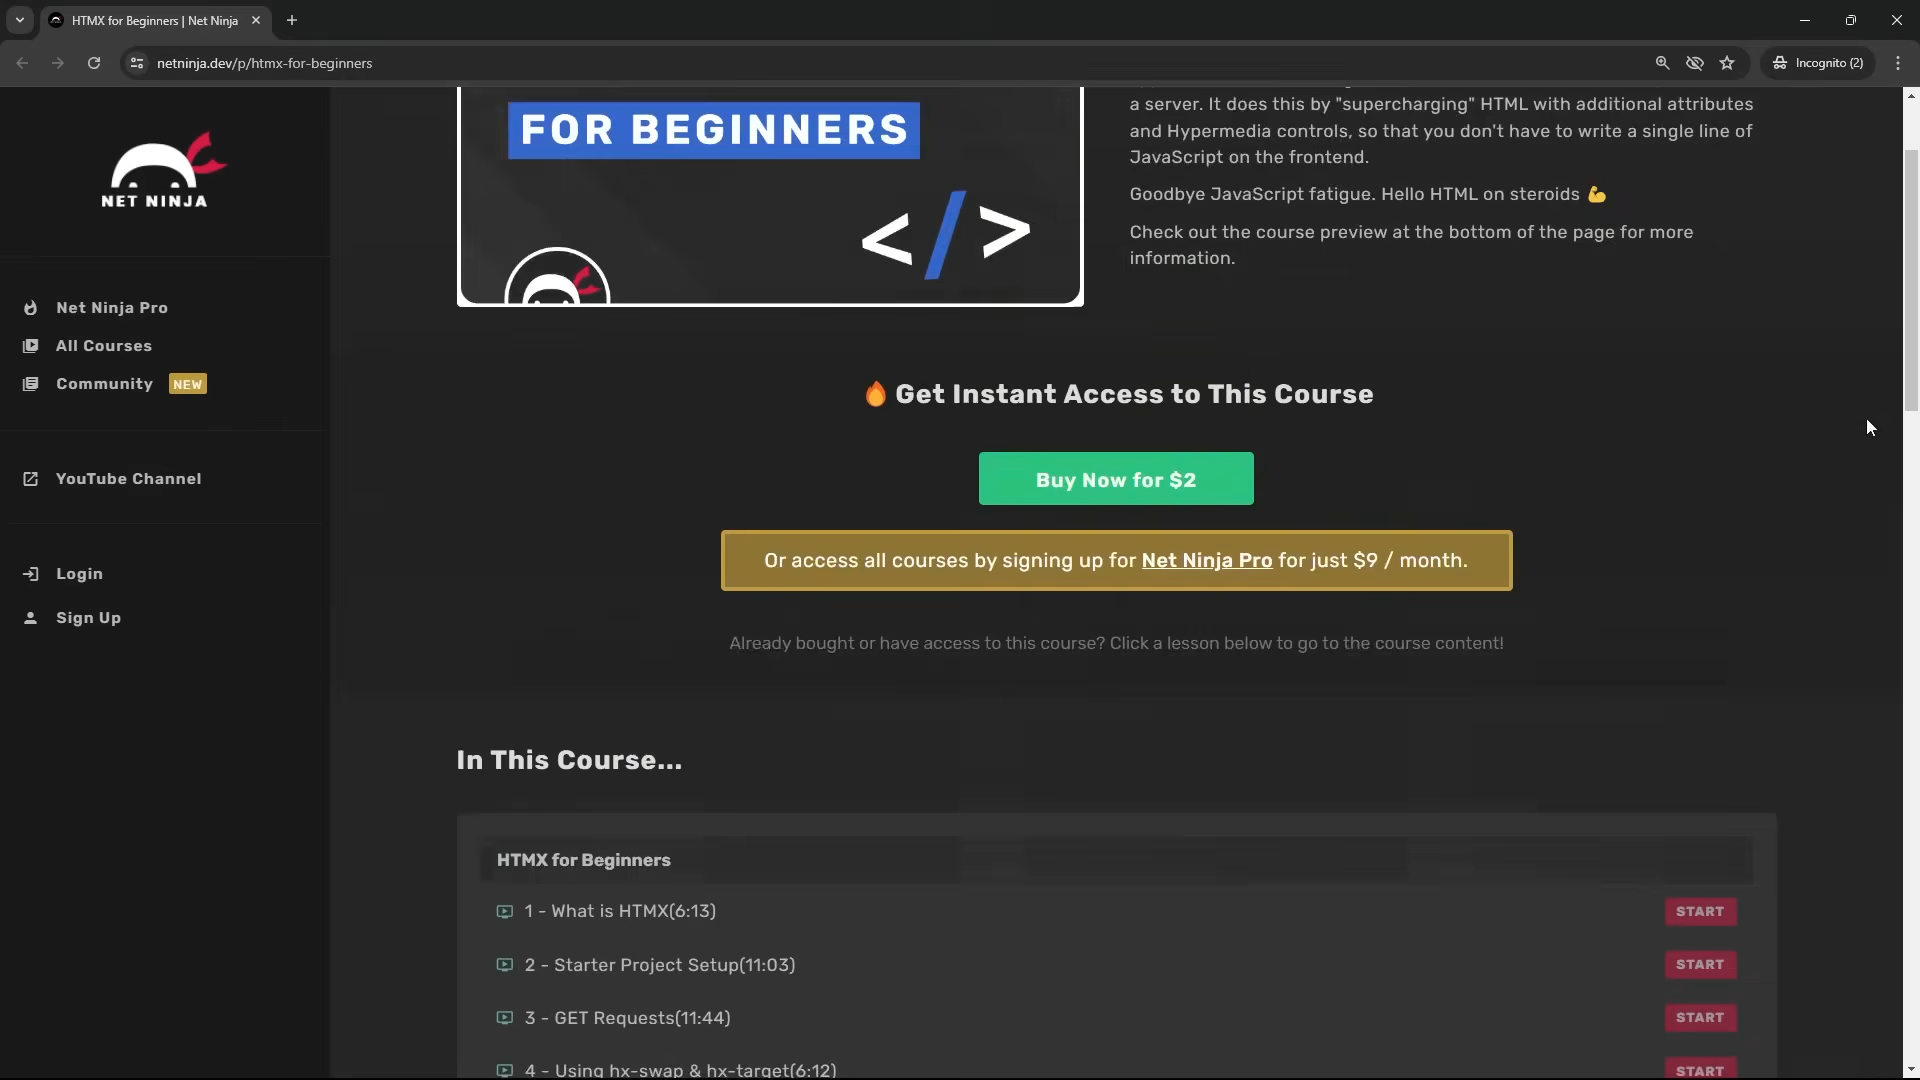 HTMX for Beginners | Net Ninja
netninja.dev/p/htmx-for-beginners
Incognito (2)
NET NINJA
Net Ninja Pro
All Courses
Community NEW
YouTube Channel
Login
Sign Up
FOR BEGINNERS
</>
a server. It does this by "supercharging" HTML with additional attributes
and Hypermedia controls, so that you don't have to write a single line of
JavaScript on the frontend.
Goodbye JavaScript fatigue. Hello HTML on steroids 💪
Check out the course preview at the bottom of the page for more
information.
🔥 Get Instant Access to This Course
Buy Now for $2
Or access all courses by signing up for Net Ninja Pro for just $9 / month.
Already bought or have access to this course? Click a lesson below to go to the course content!
In This Course...
HTMX for Beginners
1 - What is HTMX(6:13) START
2 - Starter Project Setup(11:03) START
3 - GET Requests(11:44) START
4 - Using hx-swap & hx-target(6:12) START